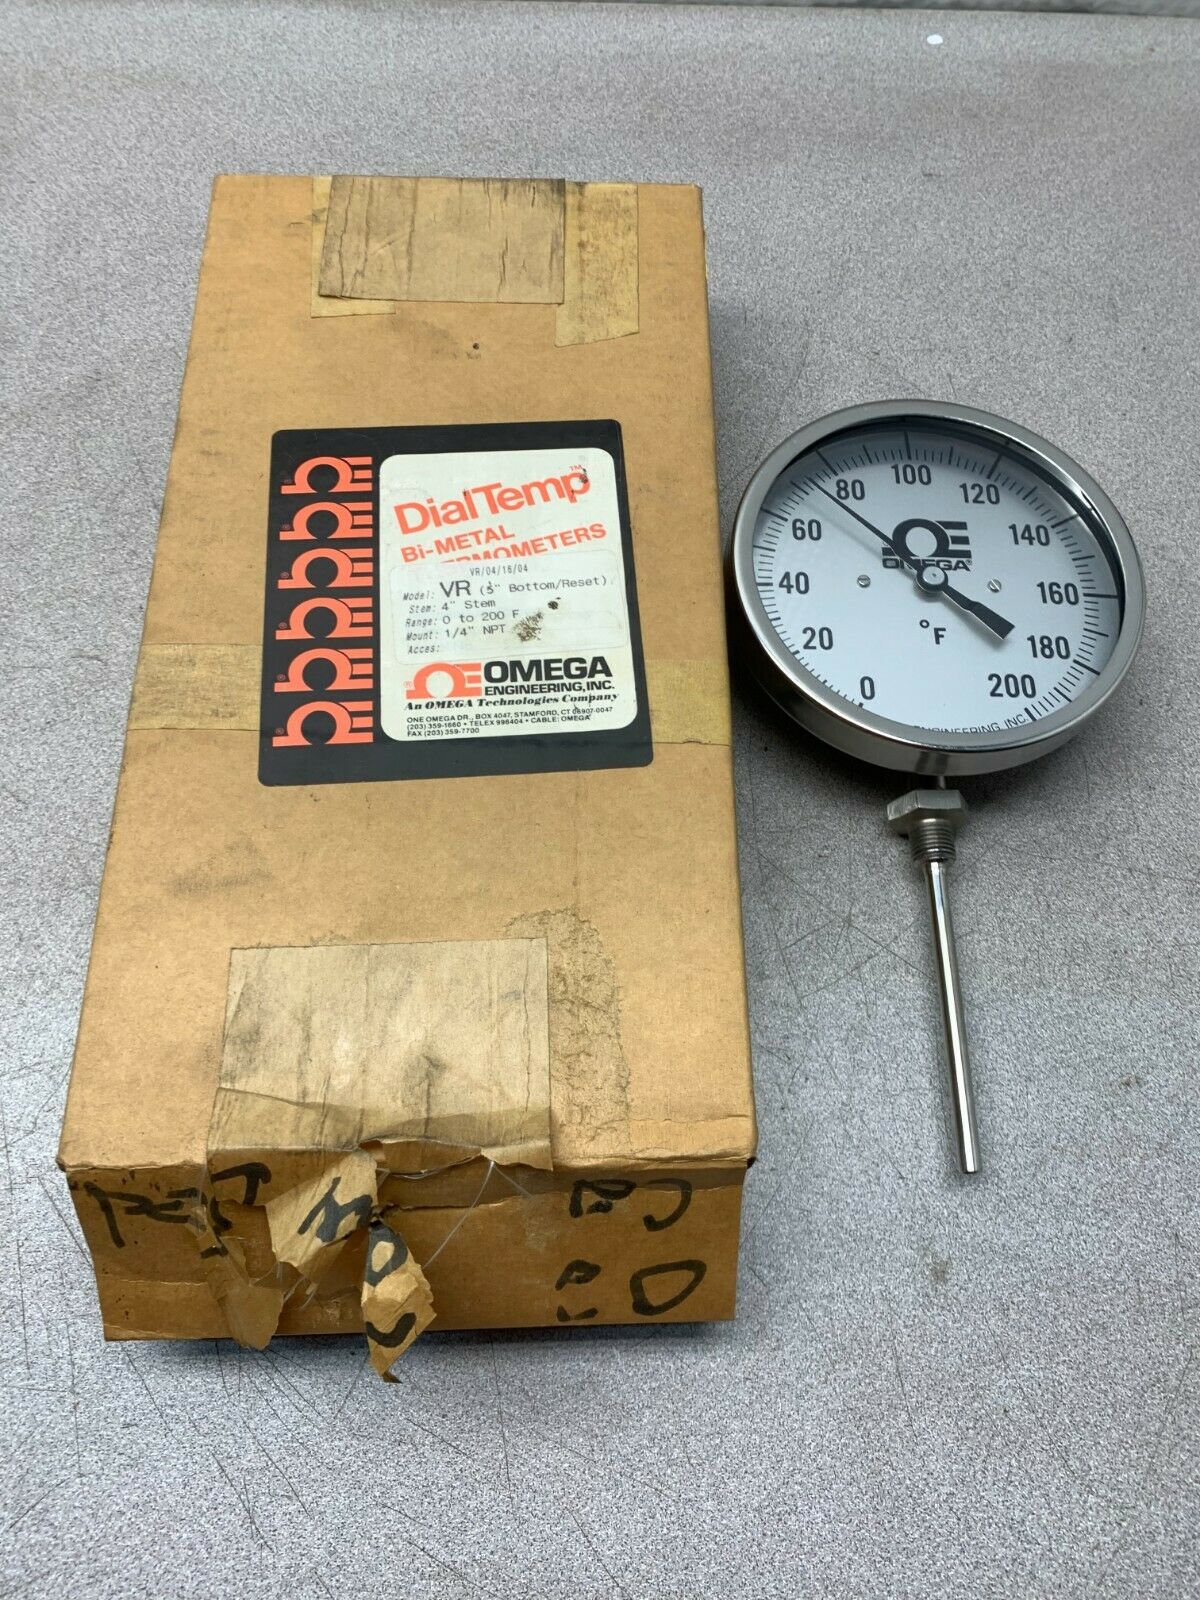 DialTemp™
Bi-METAL
THERMOMETERS
VR/04/16/04
Model: VR (5" Bottom/Reset)
Stem: 4" Stem
Range: 0 to 200 F
Mount: 1/4" NPT
Acces:
® OMEGA
ENGINEERING, INC.
An OMEGA Technologies Company
ONE OMEGA DR., BOX 4047, STAMFORD, CT 06907-0047
(203) 359-1660 • TELEX 996404 • CABLE: OMEGA
FAX (203) 359-7700
0
20
40
60
80
100
120
140
160
180
200
OMEGA®
°F
ENGINEERING INC.